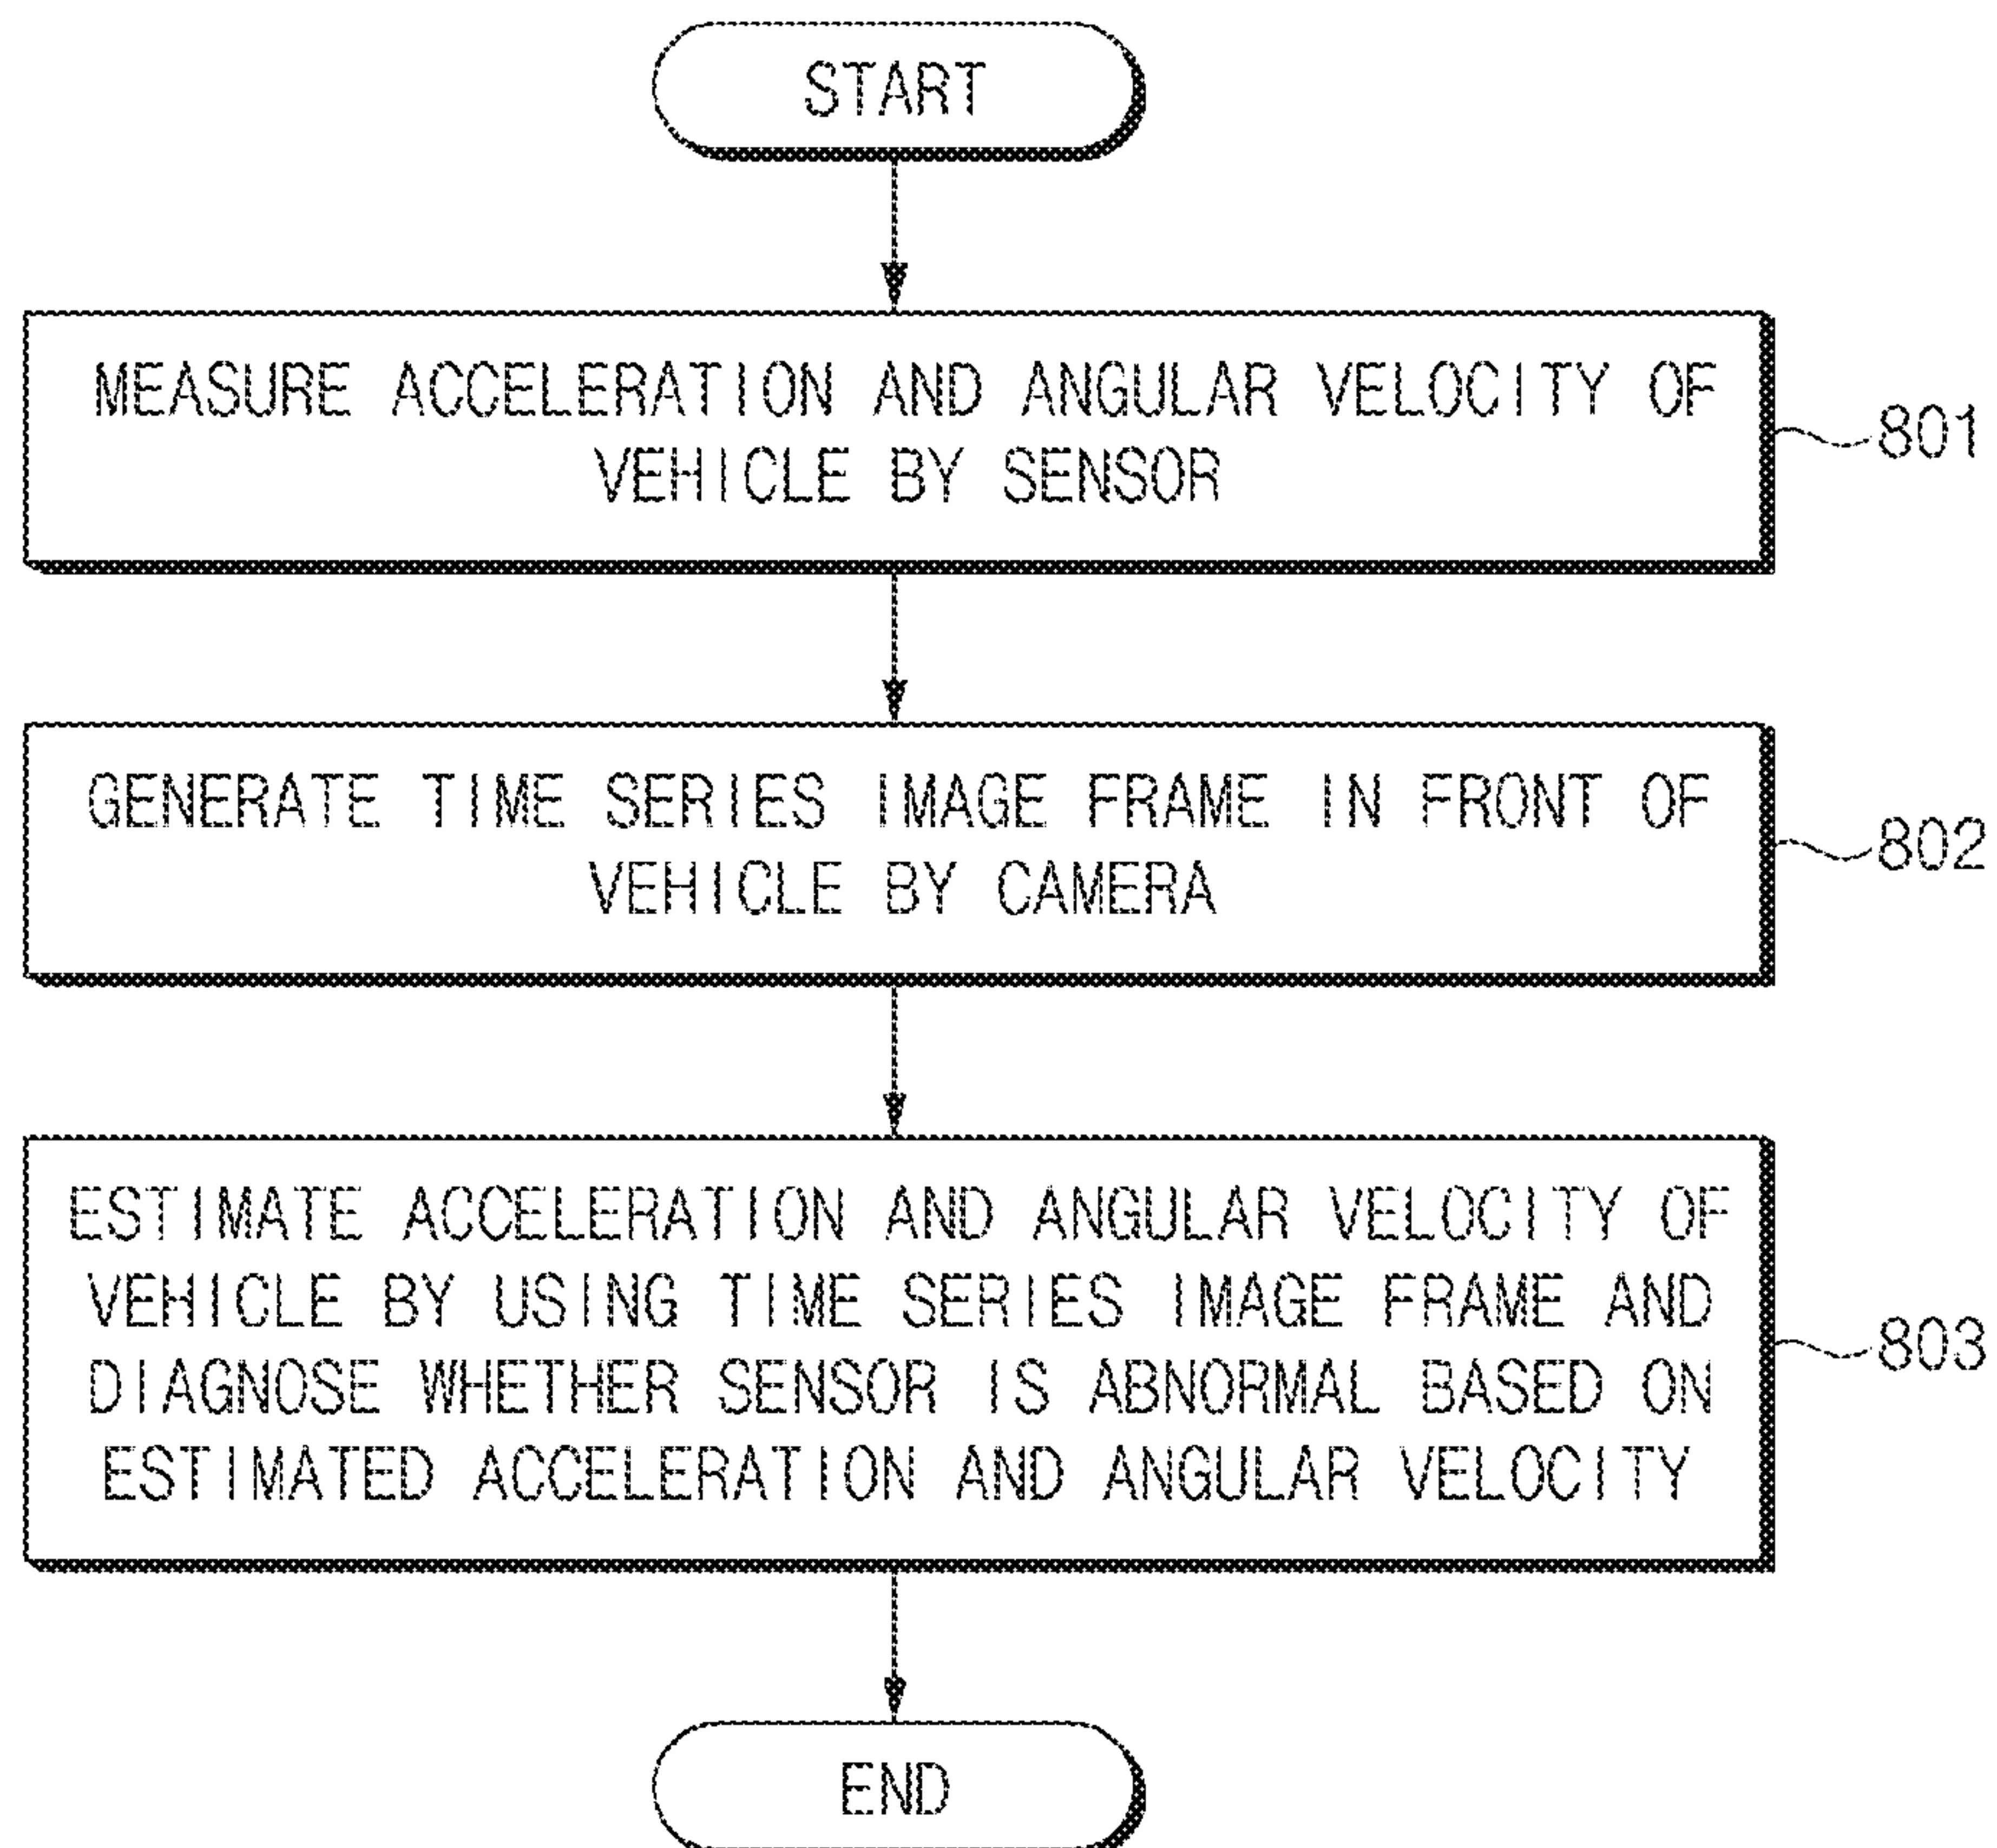 START
MEASURE ACCELERATION AND ANGULAR VELOCITY OF
VEHICLE BY SENSOR
801
GENERATE TIME SERIES IMAGE FRAME IN FRONT OF
VEHICLE BY CAMERA
802
ESTIMATE ACCELERATION AND ANGULAR VELOCITY OF
VEHICLE BY USING TIME SERIES IMAGE FRAME AND
DIAGNOSE WHETHER SENSOR IS ABNORMAL BASED ON
ESTIMATED ACCELERATION AND ANGULAR VELOCITY
803
END